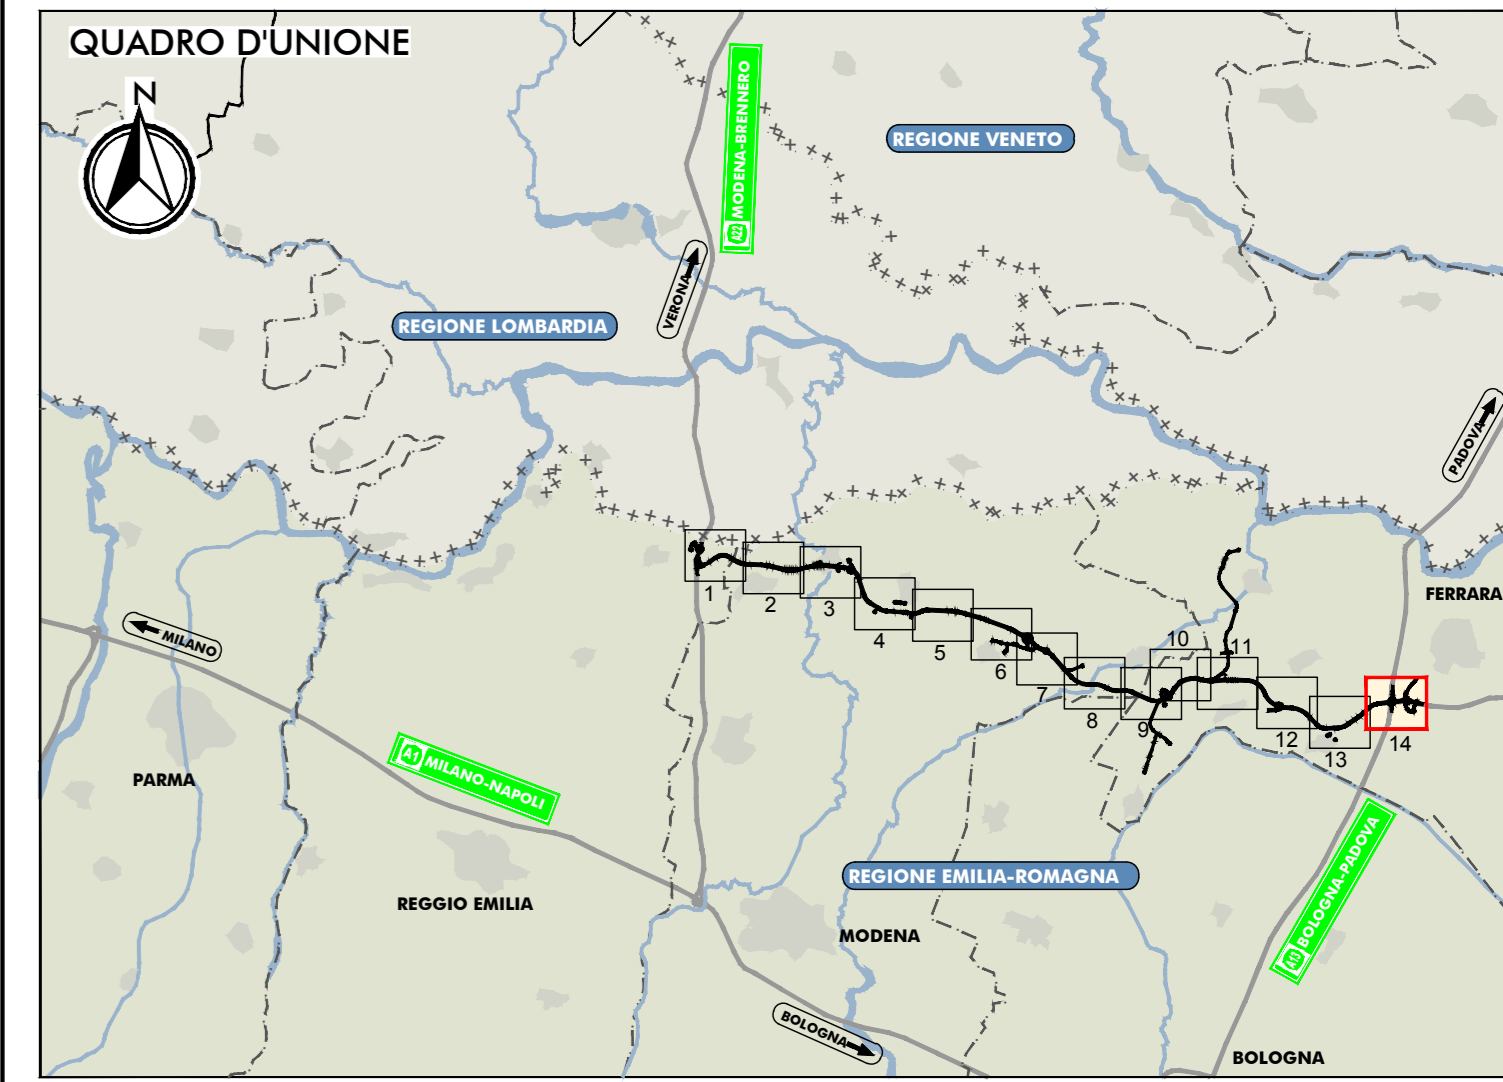 QUADRO D'UNIONE
N
A22 MODENA-BRENNERO
REGIONE VENETO
VERONA
REGIONE LOMBARDIA
PADOVA
FERRARA
1
2
3
4
5
6
7
8
9
10
11
12
13
14
MILANO
PARMA
A1 MILANO-NAPOLI
REGGIO EMILIA
REGIONE EMILIA-ROMAGNA
MODENA
A13 BOLOGNA-PADOVA
BOLOGNA
BOLOGNA